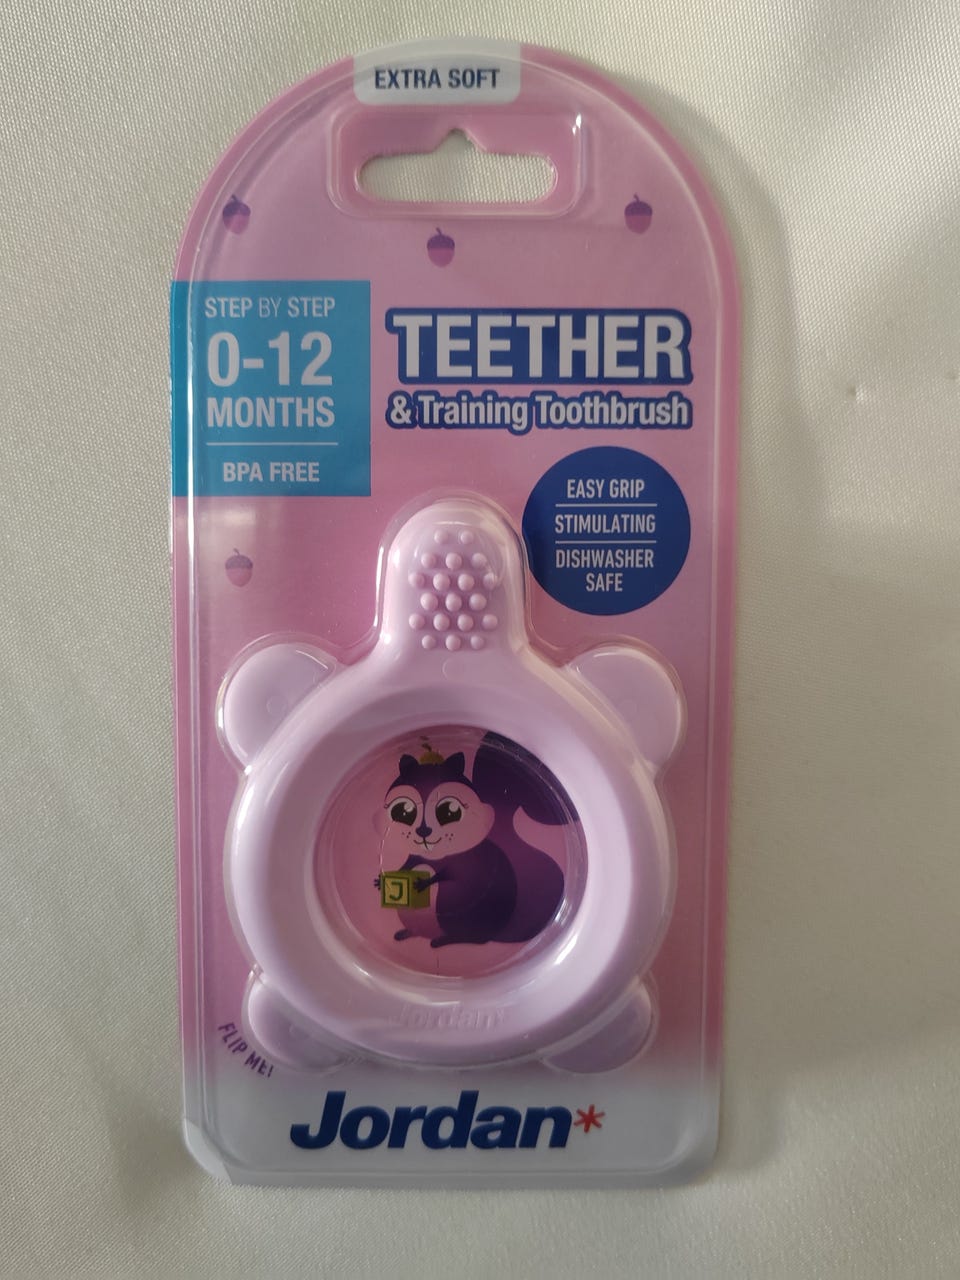 EXTRA SOFT
STEP BY STEP
0-12
MONTHS
BPA FREE
TEETHER
& Training Toothbrush
EASY GRIP
STIMULATING
DISHWASHER
SAFE
J
Jordan*
FLIP ME!
Jordan*